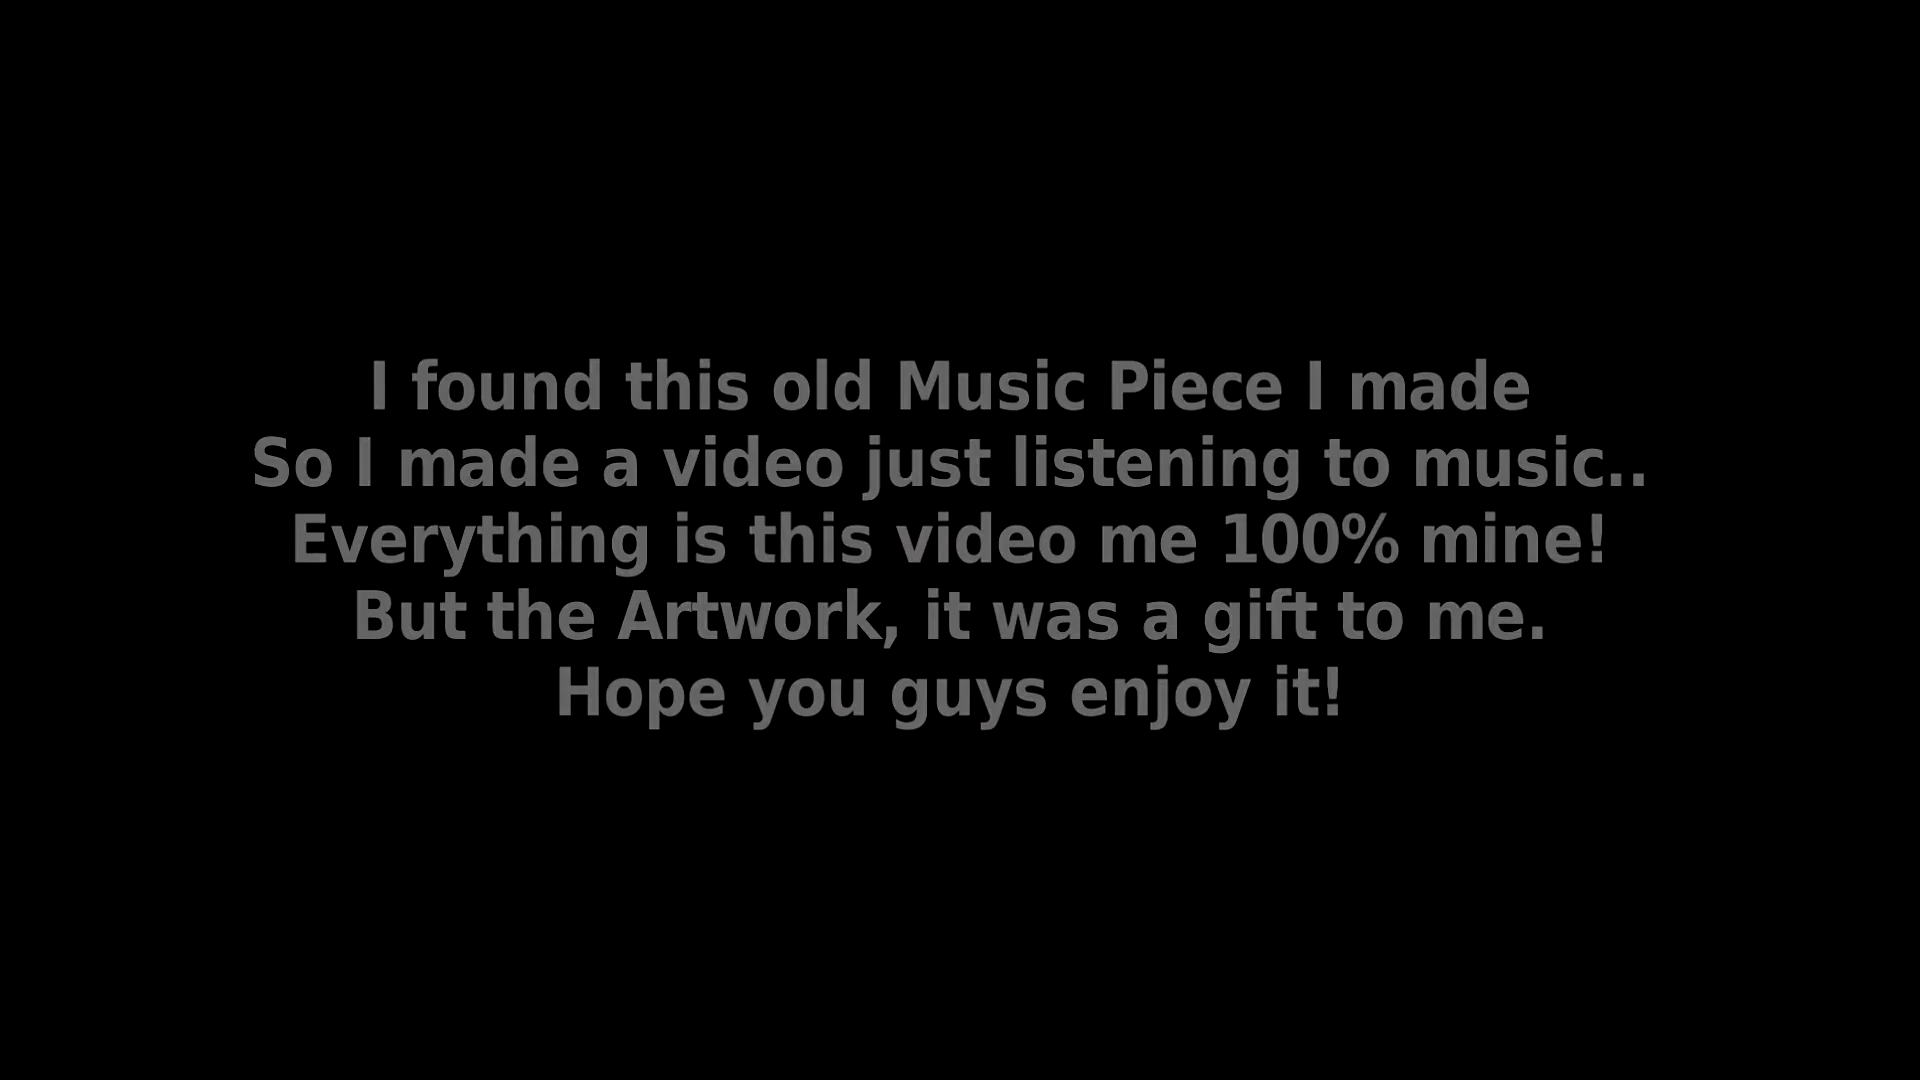 I found this old Music Piece I made
So I made a video just listening to music..
Everything is this video me 100% mine!
But the Artwork, it was a gift to me.
Hope you guys enjoy it!